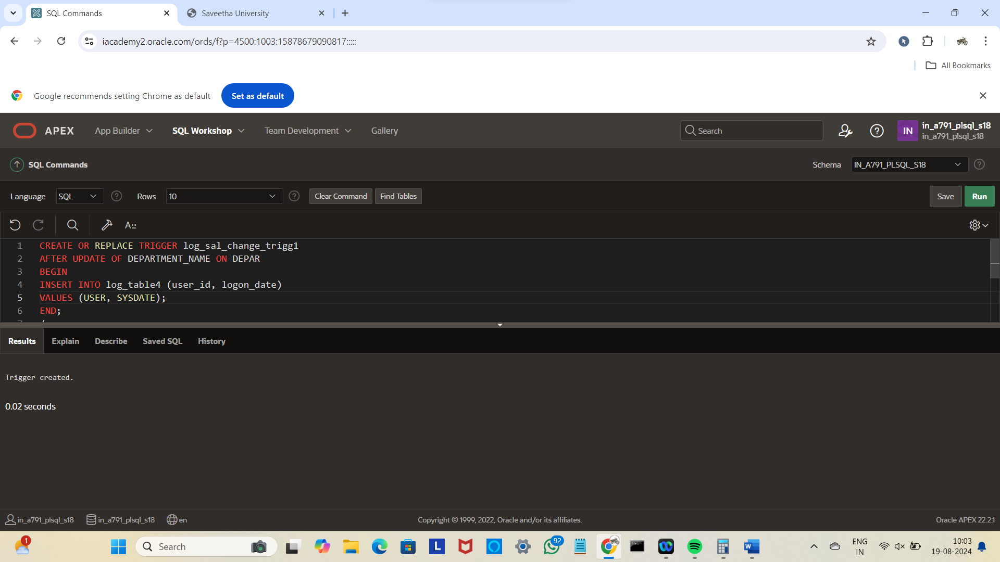 SQL Commands
Saveetha University
iacademy2.oracle.com/ords/f?p=4500:1003:15878679090817:::::
All Bookmarks
Google recommends setting Chrome as default
Set as default
APEX
App Builder
SQL Workshop
Team Development
Gallery
Search
IN
in_a791_plsql_s18
in_a791_plsql_s18
SQL Commands
Schema
IN_A791_PLSQL_S18
Language
SQL
Rows
10
Clear Command
Find Tables
Save
Run
A::
1 CREATE OR REPLACE TRIGGER log_sal_change_trigg1
2 AFTER UPDATE OF DEPARTMENT_NAME ON DEPAR
3 BEGIN
4 INSERT INTO log_table4 (user_id, logon_date)
5 VALUES (USER, SYSDATE);
6 END;
7 /
Results
Explain
Describe
Saved SQL
History
Trigger created.
0.02 seconds
in_a791_plsql_s18
in_a791_plsql_s18
en
Copyright © 1999, 2022, Oracle and/or its affiliates.
Oracle APEX 22.2.1
1
Search
L
92
W
ENG
IN
10:03
19-08-2024